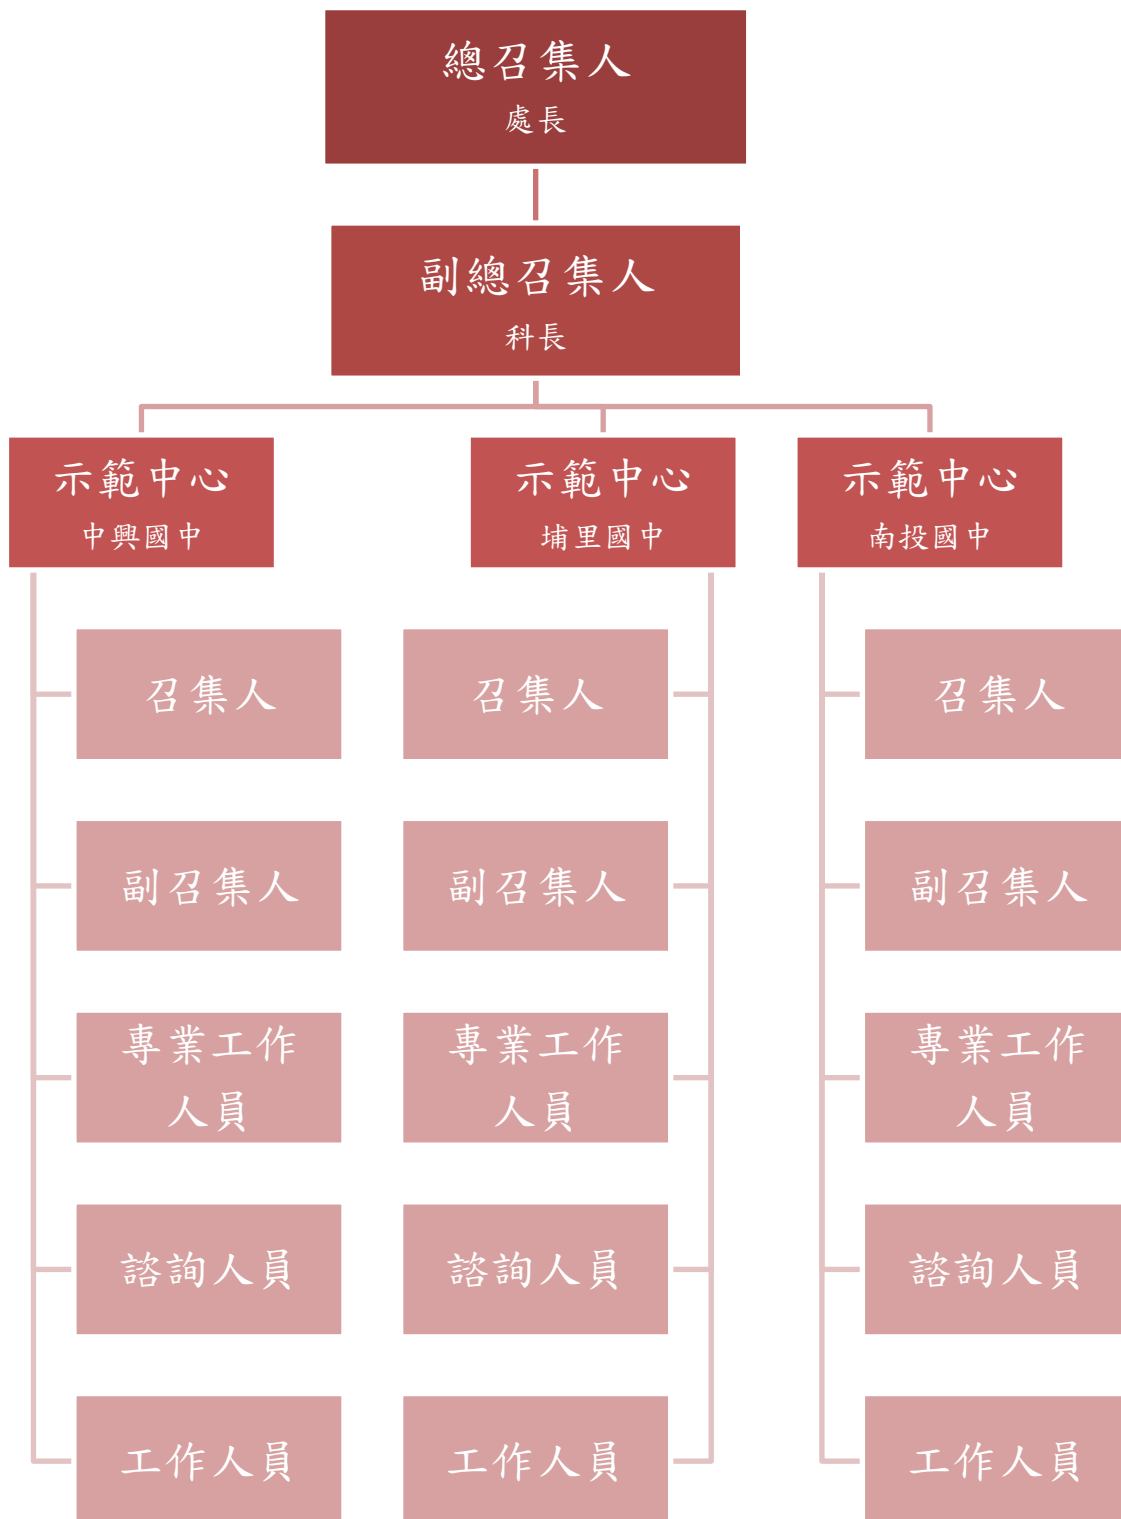 總召集人
處長
副總召集人
科長
示範中心
中興國中
示範中心
埔里國中
示範中心
南投國中
召集人
召集人
召集人
副召集人
副召集人
副召集人
專業工作
人員
專業工作
人員
專業工作
人員
諮詢人員
諮詢人員
諮詢人員
工作人員
工作人員
工作人員